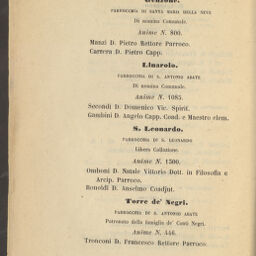 Genzone.
PARROCCHIA DI SANTA MARIA DELLA NEVE
Di nomina Comunale.
Anime N. 800.
Manzi D. Pietro Rettore Parroco.
Carrera D. Pietro Capp.
Linarolo.
PARROCCHIA DI S. ANTONIO ABATE
Di nomina Comunale.
Anime N. 1085.
Secondi D. Domenico Vic. Spirit.
Gambini D. Angelo Capp. Cond. e Maestro elem.
S. Leonardo.
PARROCCHIA DI S. LEONARDO
Libera Collazione.
Anime N. 1300.
Omboni D. Natale Vittorio Dott. in Filosofia e
Arcip. Parroco.
Bonoldi D. Anselmo Coadjut.
Torre de' Negri.
PARROCCHIA DI S. ANTONIO ABATE
Patronato della famiglia de' Conti Negri.
Anime N. 446.
Tronconi D. Francesco Rettore Parroco.